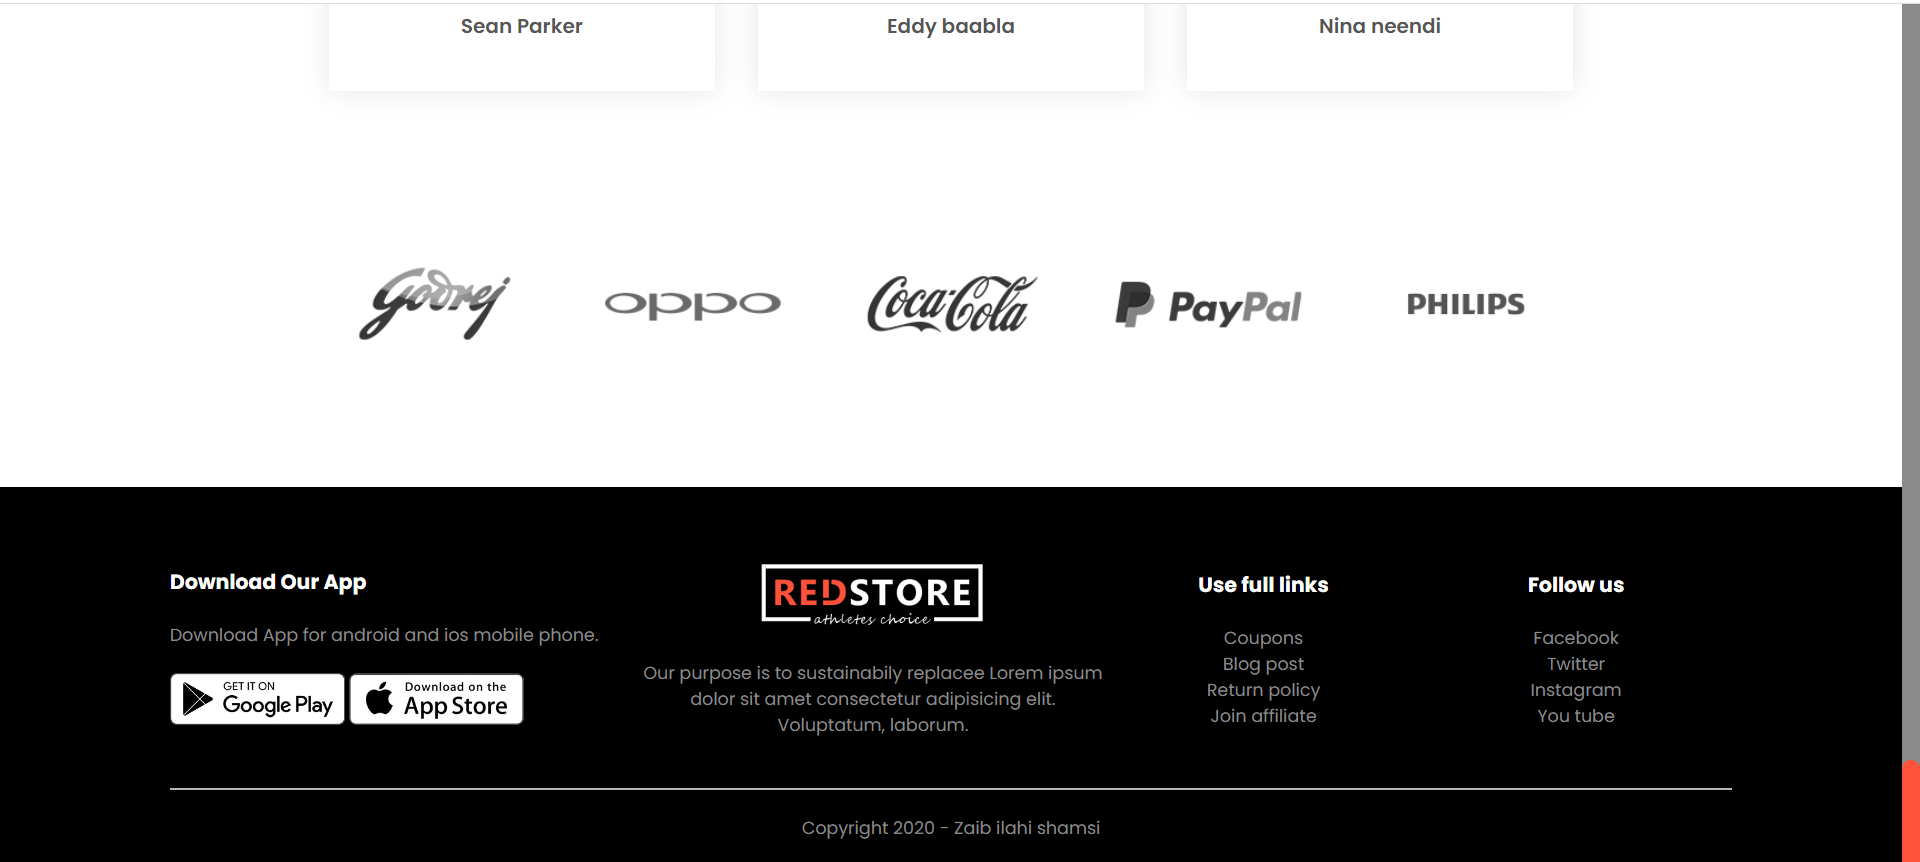 Sean Parker
Eddy baabla
Nina neendi
Godrej
oppo
Coca-Cola
PayPal
PHILIPS
Download Our App
Download App for android and ios mobile phone.
GET IT ON
Google Play
Download on the
App Store
REDSTORE
athletes choice
Our purpose is to sustainabily replacee Lorem ipsum
dolor sit amet consectetur adipisicing elit.
Voluptatum, laborum.
Use full links
Coupons
Blog post
Return policy
Join affiliate
Follow us
Facebook
Twitter
Instagram
You tube
Copyright 2020 - Zaib ilahi shamsi